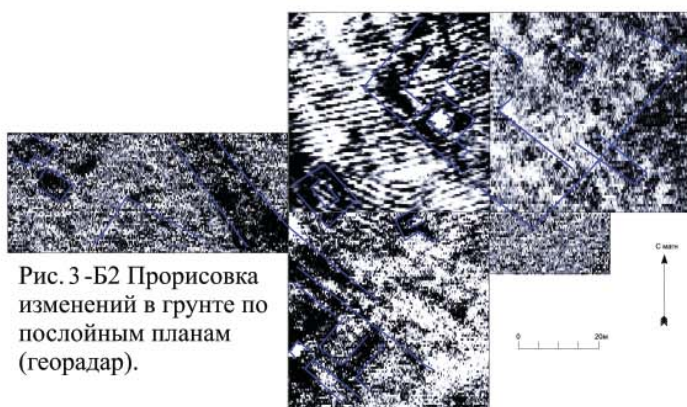 Рис. 3 -Б2 Прорисовка
изменений в грунте по
послойным планам
(георадар).
С магн
0 20м